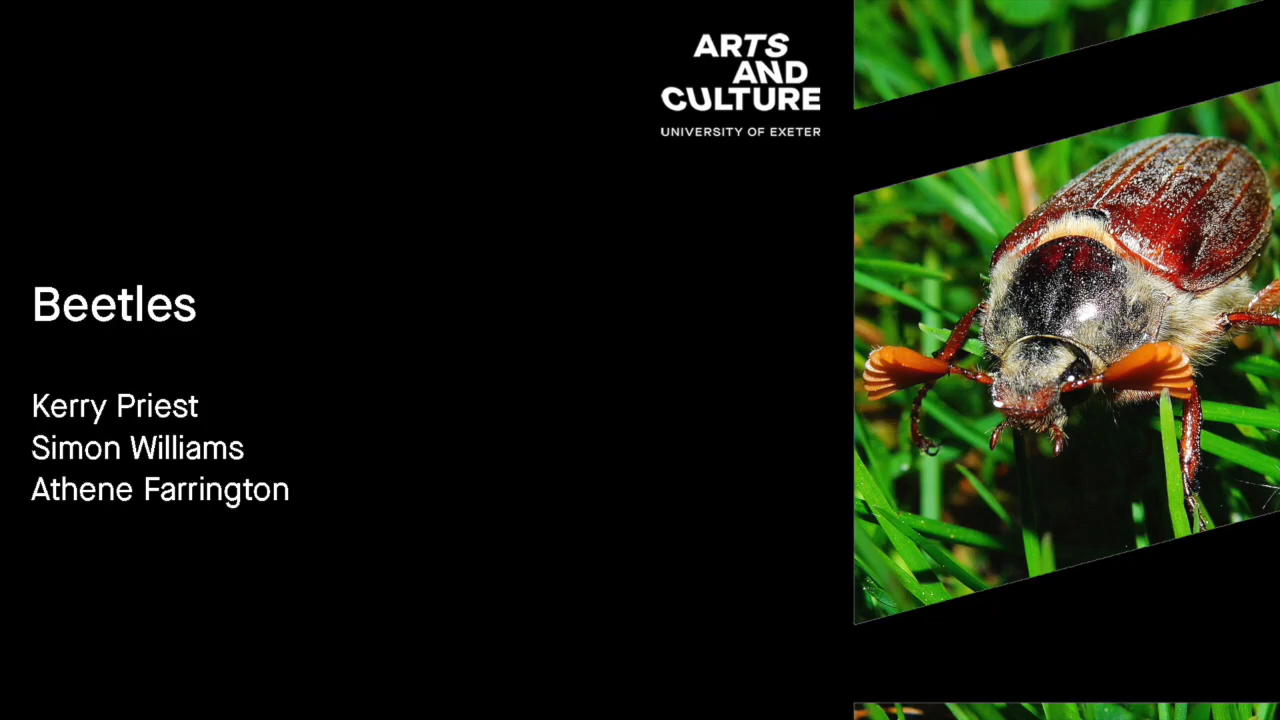 ARTS
AND
CULTURE
UNIVERSITY OF EXETER
Beetles
Kerry Priest
Simon Williams
Athene Farrington